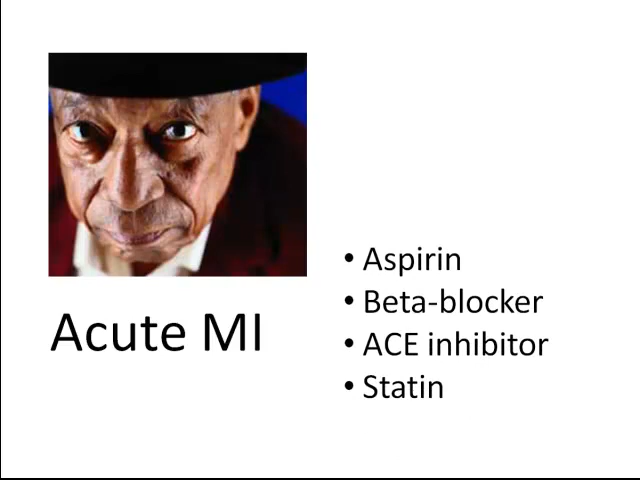 Acute MI
• Aspirin
• Beta-blocker
• ACE inhibitor
• Statin